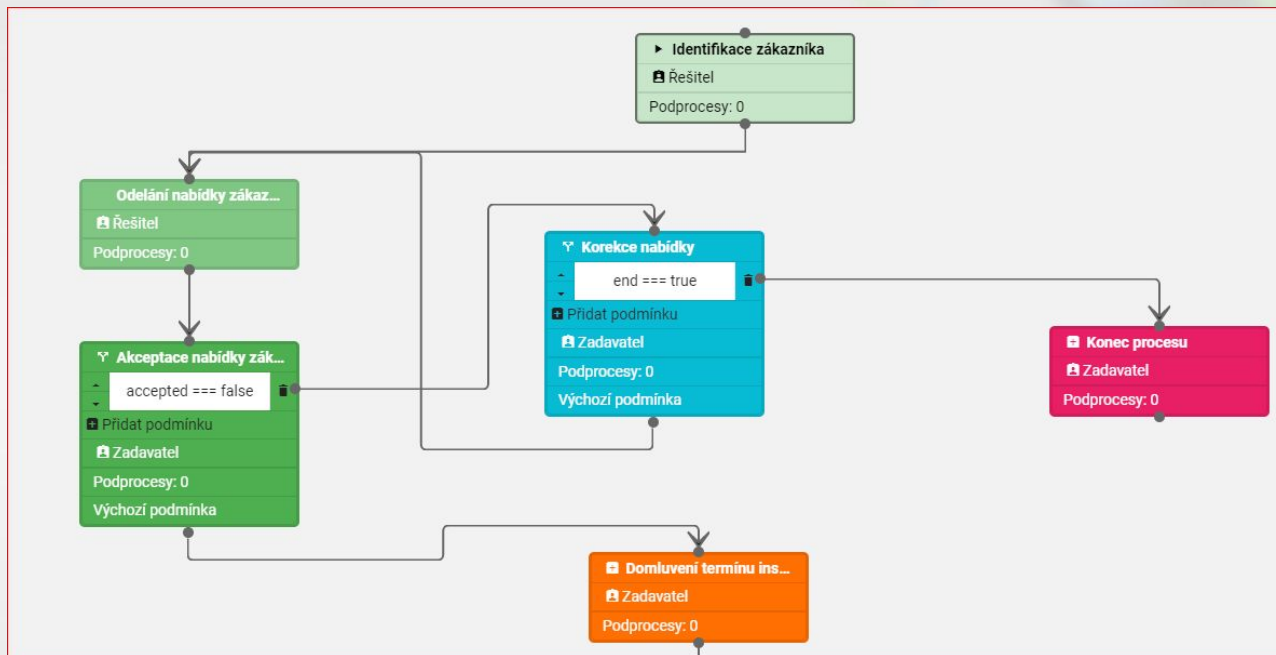 Identifikace zákazníka
Řešitel
Podprocesy: 0
Odelání nabídky zákaz...
Řešitel
Podprocesy: 0
Korekce nabídky
end === true
Přidat podmínku
Zadavatel
Podprocesy: 0
Výchozí podmínka
Konec procesu
Zadavatel
Podprocesy: 0
Akceptace nabídky zák...
accepted === false
Přidat podmínku
Zadavatel
Podprocesy: 0
Výchozí podmínka
Domluvení termínu ins...
Zadavatel
Podprocesy: 0